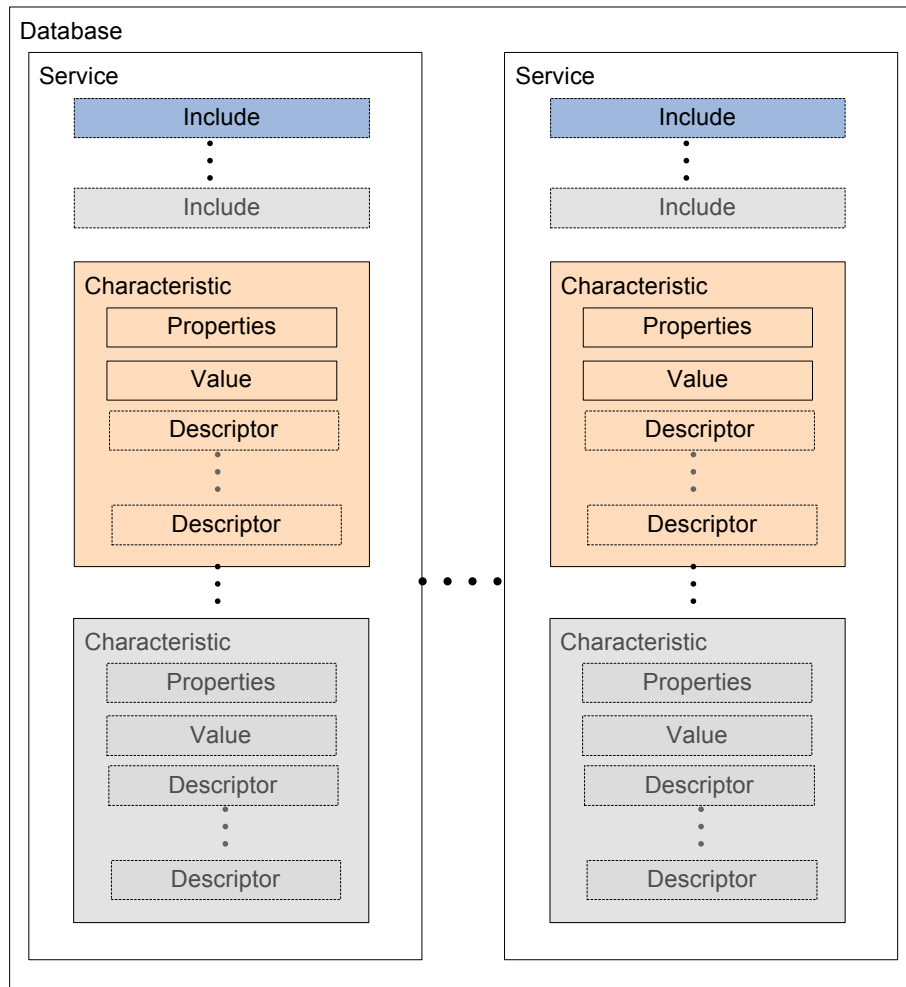 Database
Service
Include
Include
Characteristic
Properties
Value
Descriptor
Descriptor
Characteristic
Properties
Value
Descriptor
Descriptor
Service
Include
Include
Characteristic
Properties
Value
Descriptor
Descriptor
Characteristic
Properties
Value
Descriptor
Descriptor